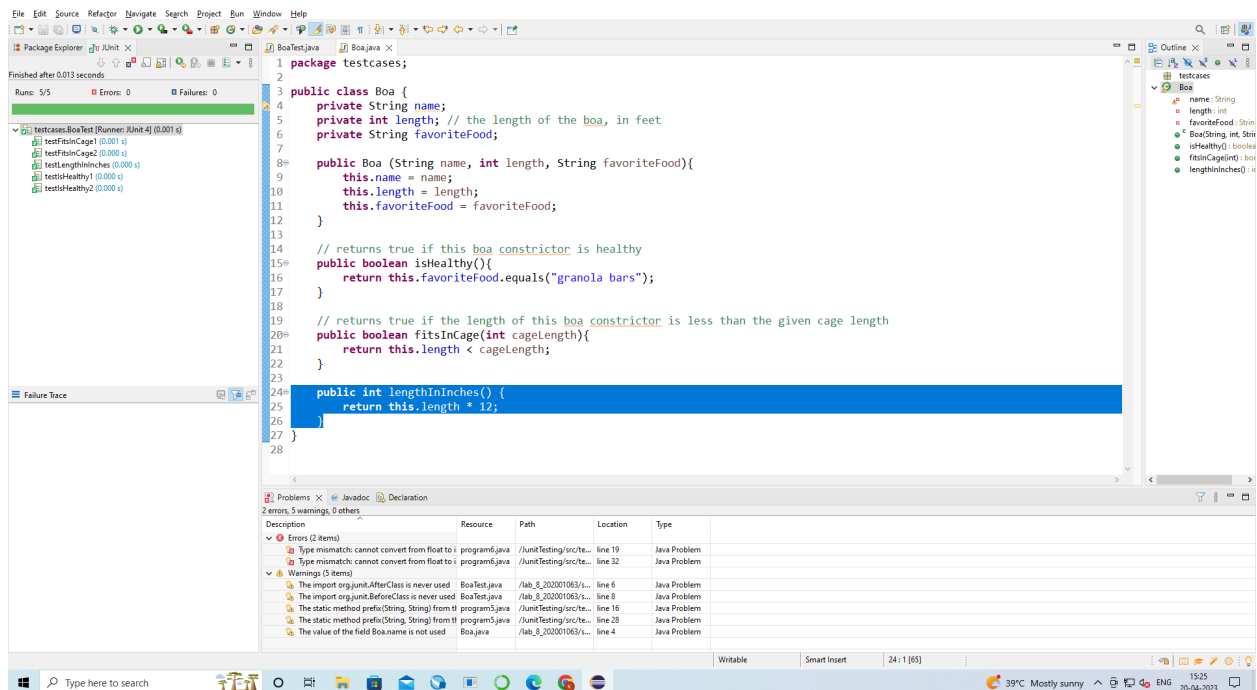 File Edit Source Refactor Navigate Search Project Run Window Help
Package Explorer JUnit
Finished after 0.013 seconds
Runs: 5/5 Errors: 0 Failures: 0
testcases.BoaTest [Runner: JUnit 4] (0.001 s)
testFitsInCage1 (0.001 s)
testFitsInCage2 (0.000 s)
testLengthInInches (0.000 s)
testIsHealthy1 (0.000 s)
testIsHealthy2 (0.000 s)
Failure Trace
BoaTest.java Boa.java
1 package testcases;
2
3 public class Boa {
4 private String name;
5 private int length; // the length of the boa, in feet
6 private String favoriteFood;
7
8 public Boa (String name, int length, String favoriteFood){
9 this.name = name;
10 this.length = length;
11 this.favoriteFood = favoriteFood;
12 }
13
14 // returns true if this boa constrictor is healthy
15 public boolean isHealthy(){
16 return this.favoriteFood.equals("granola bars");
17 }
18
19 // returns true if the length of this boa constrictor is less than the given cage length
20 public boolean fitsInCage(int cageLength){
21 return this.length < cageLength;
22 }
23
24 public int lengthInInches() {
25 return this.length * 12;
26 }
27 }
28
Outline
testcases
Boa
name : String
length : int
favoriteFood : Strin
Boa(String, int, Strin
isHealthy() : boolea
fitsInCage(int) : boo
lengthInInches() : i
Problems Javadoc Declaration
2 errors, 5 warnings, 0 others
Description Resource Path Location Type
Errors (2 items)
Type mismatch: cannot convert from float to i program6.java /JunitTesting/src/te... line 19 Java Problem
Type mismatch: cannot convert from float to i program6.java /JunitTesting/src/te... line 32 Java Problem
Warnings (5 items)
The import org.junit.AfterClass is never used BoaTest.java /lab_8_202001063/s... line 6 Java Problem
The import org.junit.BeforeClass is never used BoaTest.java /lab_8_202001063/s... line 8 Java Problem
The static method prefix(String, String) from th program5.java /JunitTesting/src/te... line 16 Java Problem
The static method prefix(String, String) from th program5.java /JunitTesting/src/te... line 28 Java Problem
The value of the field Boa.name is not used Boa.java /lab_8_202001063/s... line 4 Java Problem
Writable Smart Insert 24 : 1 [65]
Type here to search
39°C Mostly sunny ENG 15:25
20-04-2023